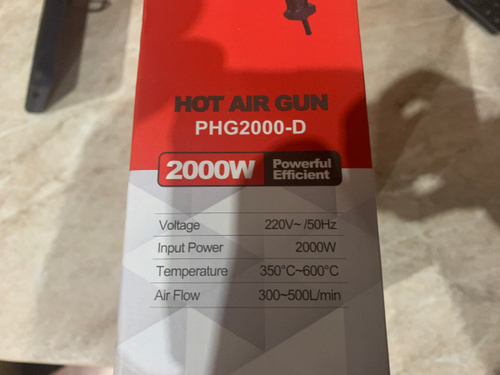 HOT AIR GUN
PHG2000-D
2000W Powerful
Efficient
Voltage 220V~ /50Hz
Input Power 2000W
Temperature 350°C~600°C
Air Flow 300~500L/min